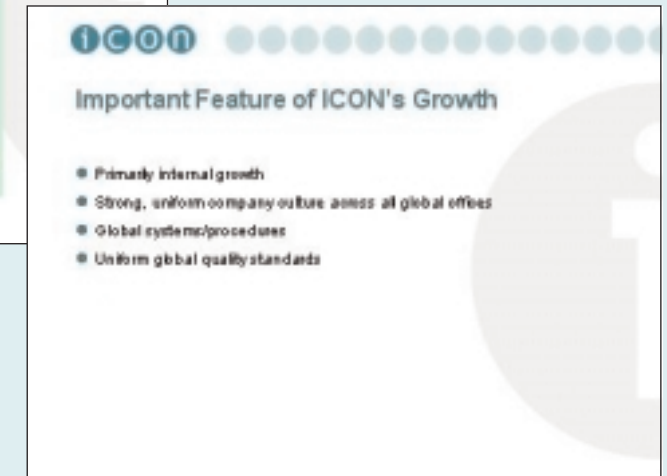 icon
Important Feature of ICON's Growth
Primarily internal growth
Strong, uniform company culture across all global offices
Global systems/procedures
Uniform global quality standards